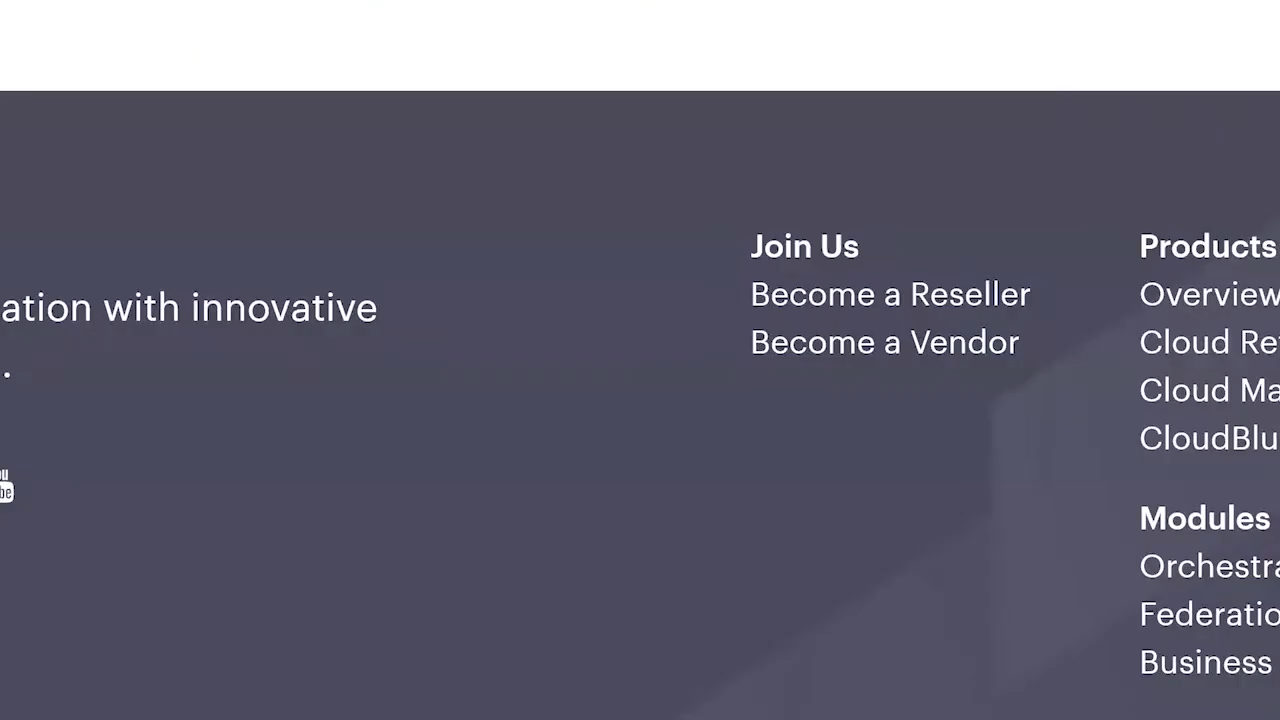 ation with innovative
.
Join Us
Become a Reseller
Become a Vendor
Products
Overview
Cloud Re
Cloud Ma
CloudBlu
Modules
Orchestra
Federatio
Business